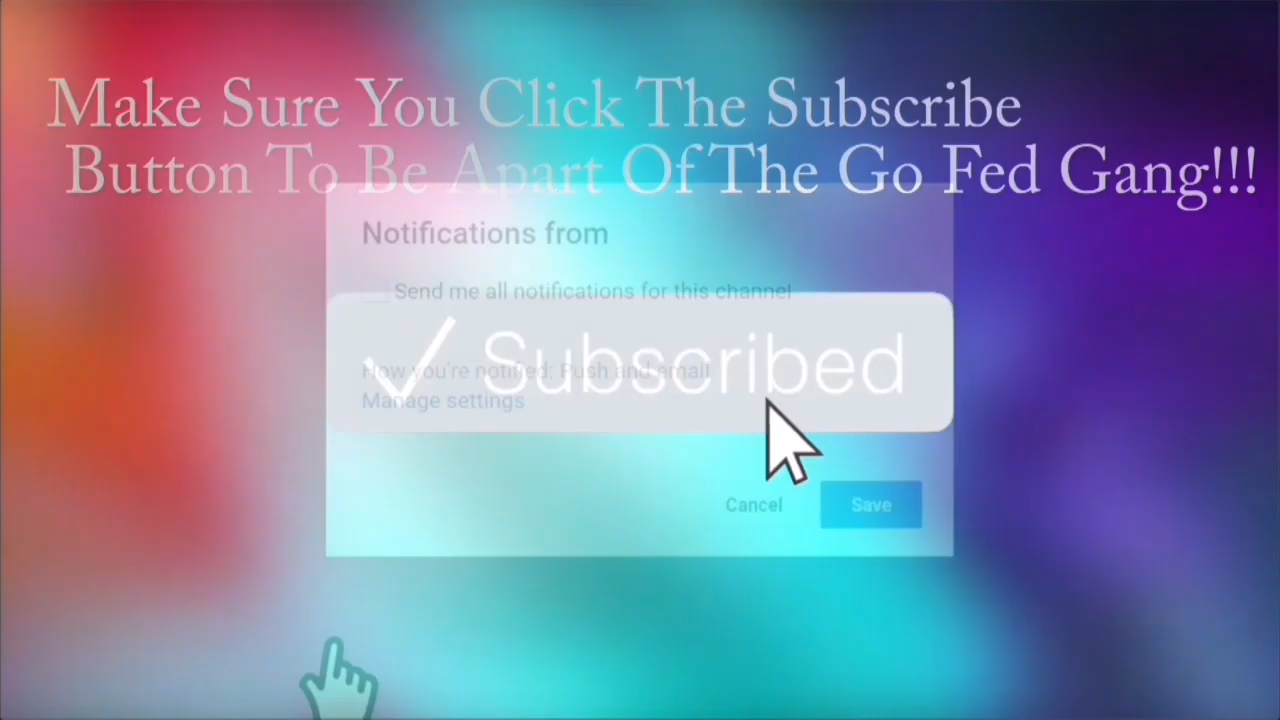 Make Sure You Click The Subscribe
Button To Be Apart Of The Go Fed Gang!!!
Notifications from
Send me all notifications for this channel
Subscribed
How you're notified: Push and email
Manage settings
Cancel
Save